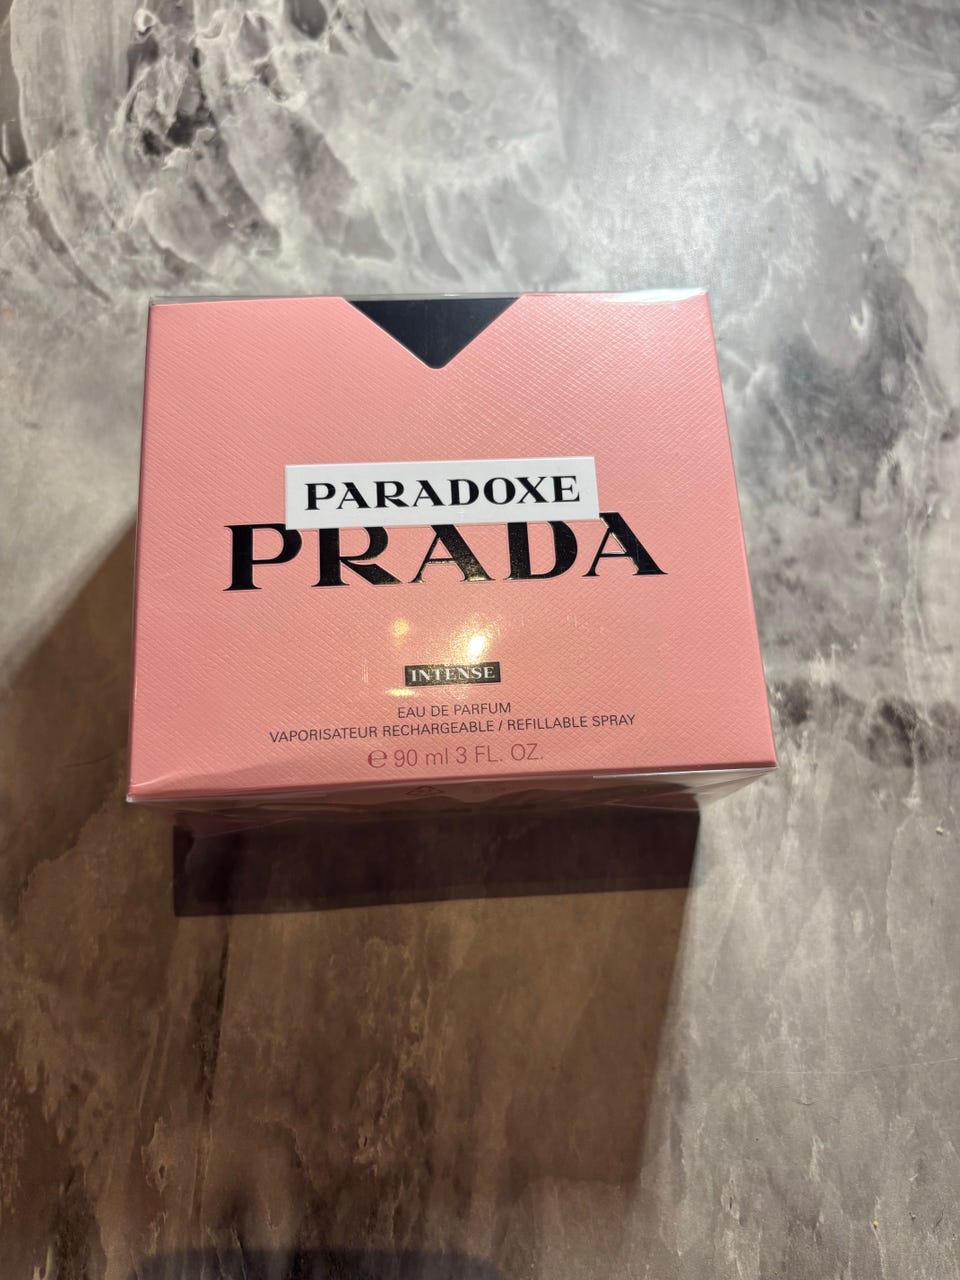 PARADOXE
PRADA
INTENSE
EAU DE PARFUM
VAPORISATEUR RECHARGEABLE / REFILLABLE SPRAY
℮ 90 ml 3 FL. OZ.